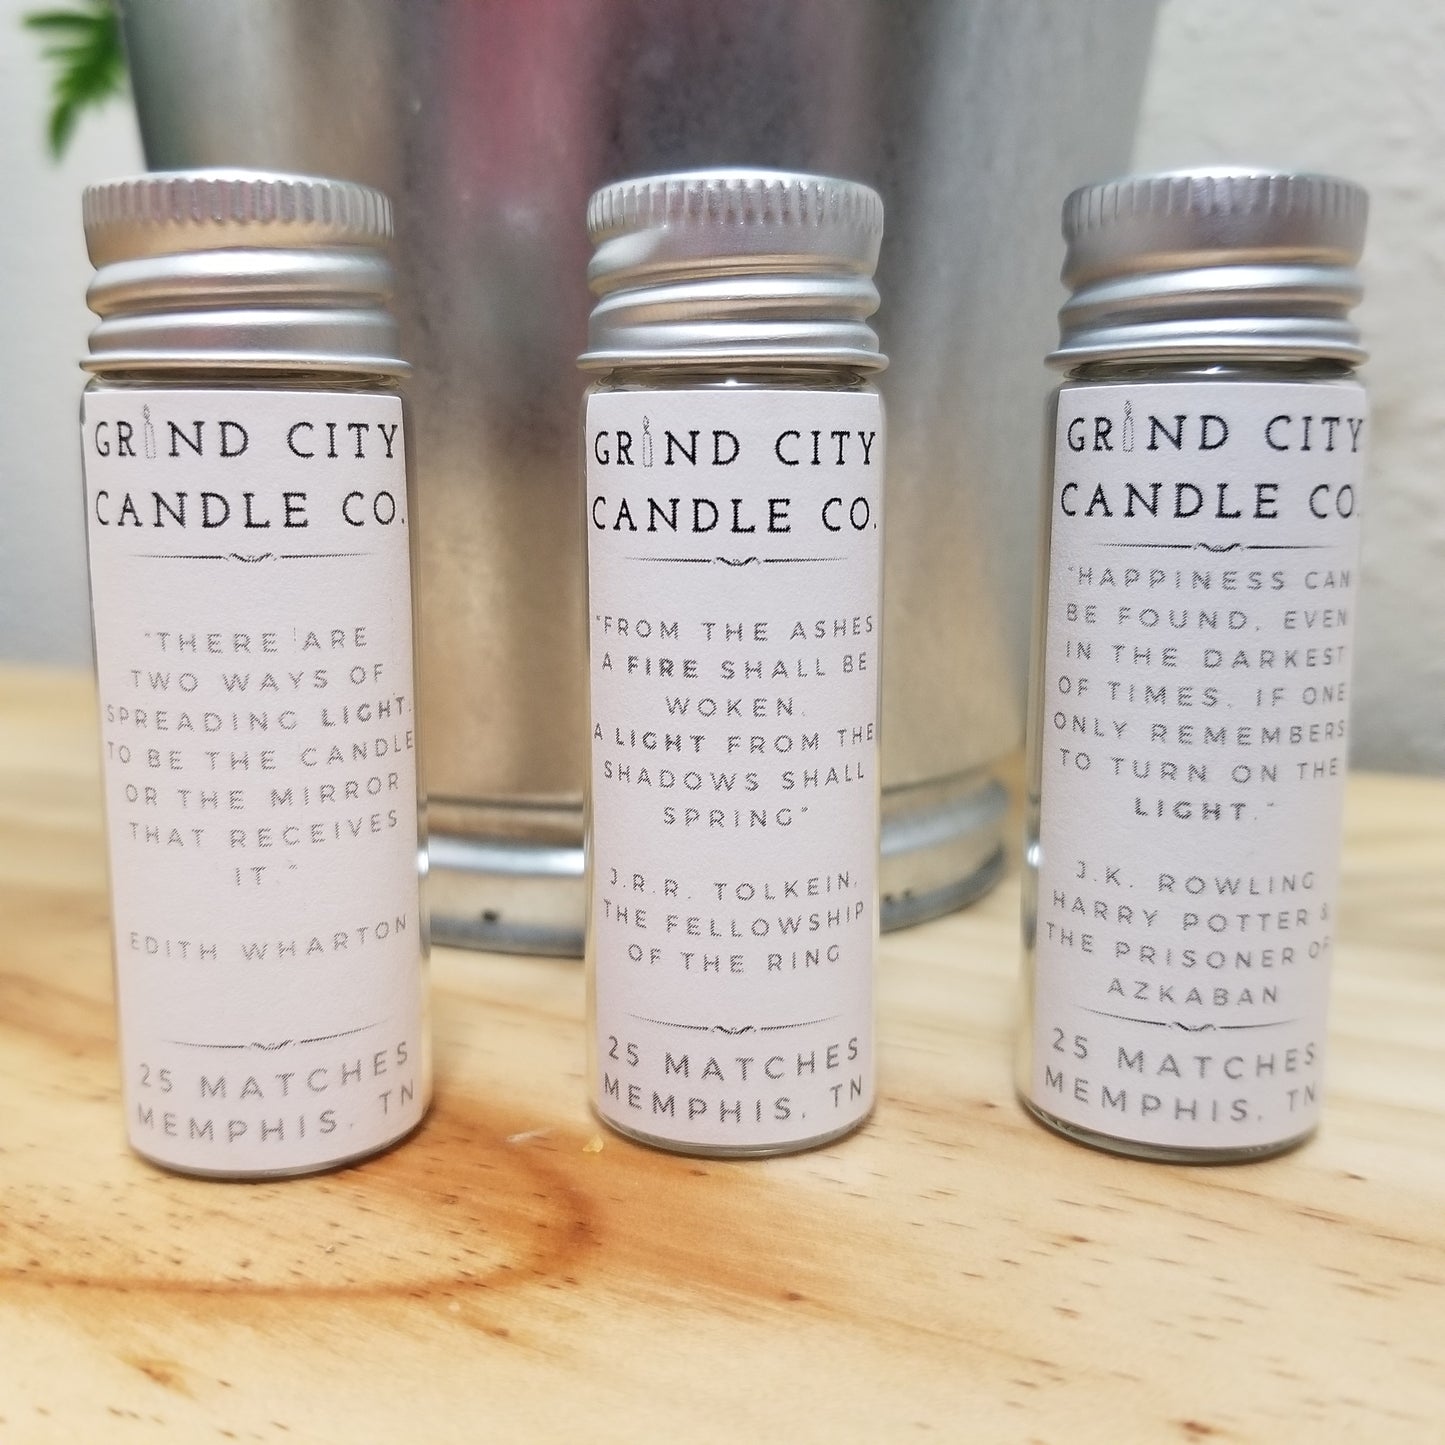 GRIND CITY
CANDLE CO.
"THERE ARE
TWO WAYS OF
SPREADING LIGHT.
TO BE THE CANDLE
OR THE MIRROR
THAT RECEIVES
IT."
EDITH WHARTON
25 MATCHES
MEMPHIS, TN
GRIND CITY
CANDLE CO.
"FROM THE ASHES
A FIRE SHALL BE
WOKEN.
A LIGHT FROM THE
SHADOWS SHALL
SPRING"
J.R.R. TOLKEIN,
THE FELLOWSHIP
OF THE RING
25 MATCHES
MEMPHIS, TN
GRIND CITY
CANDLE CO.
"HAPPINESS CAN
BE FOUND, EVEN
IN THE DARKEST
OF TIMES, IF ONE
ONLY REMEMBERS
TO TURN ON THE
LIGHT."
J.K. ROWLING
HARRY POTTER &
THE PRISONER OF
AZKABAN
25 MATCHES
MEMPHIS, TN